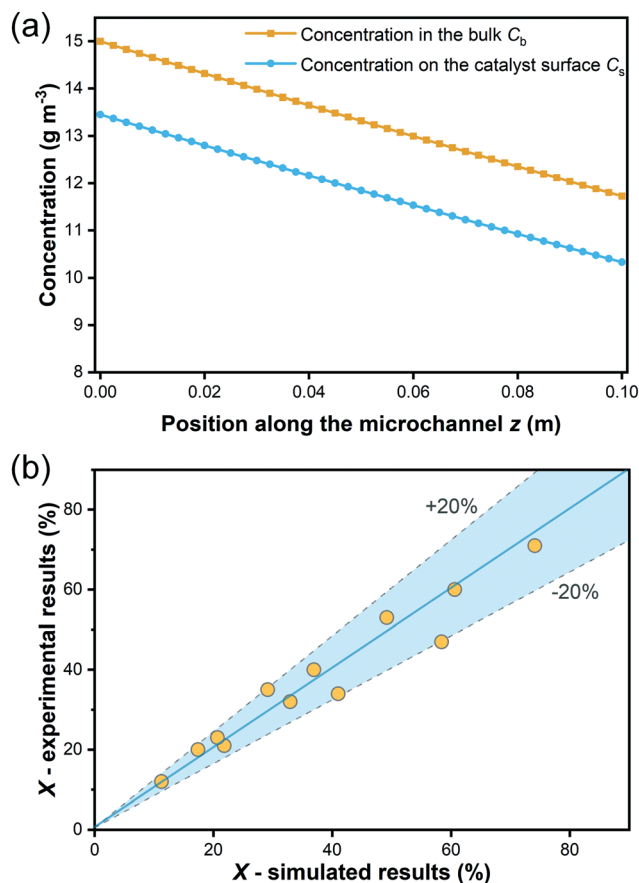 (a)
Concentration in the bulk Cb
Concentration on the catalyst surface Cs
Concentration (g m-3)
15
14
13
12
11
10
9
8
0.00 0.02 0.04 0.06 0.08 0.10
Position along the microchannel z (m)
(b)
+20%
-20%
X - experimental results (%)
80
60
40
20
0
0 20 40 60 80
X - simulated results (%)